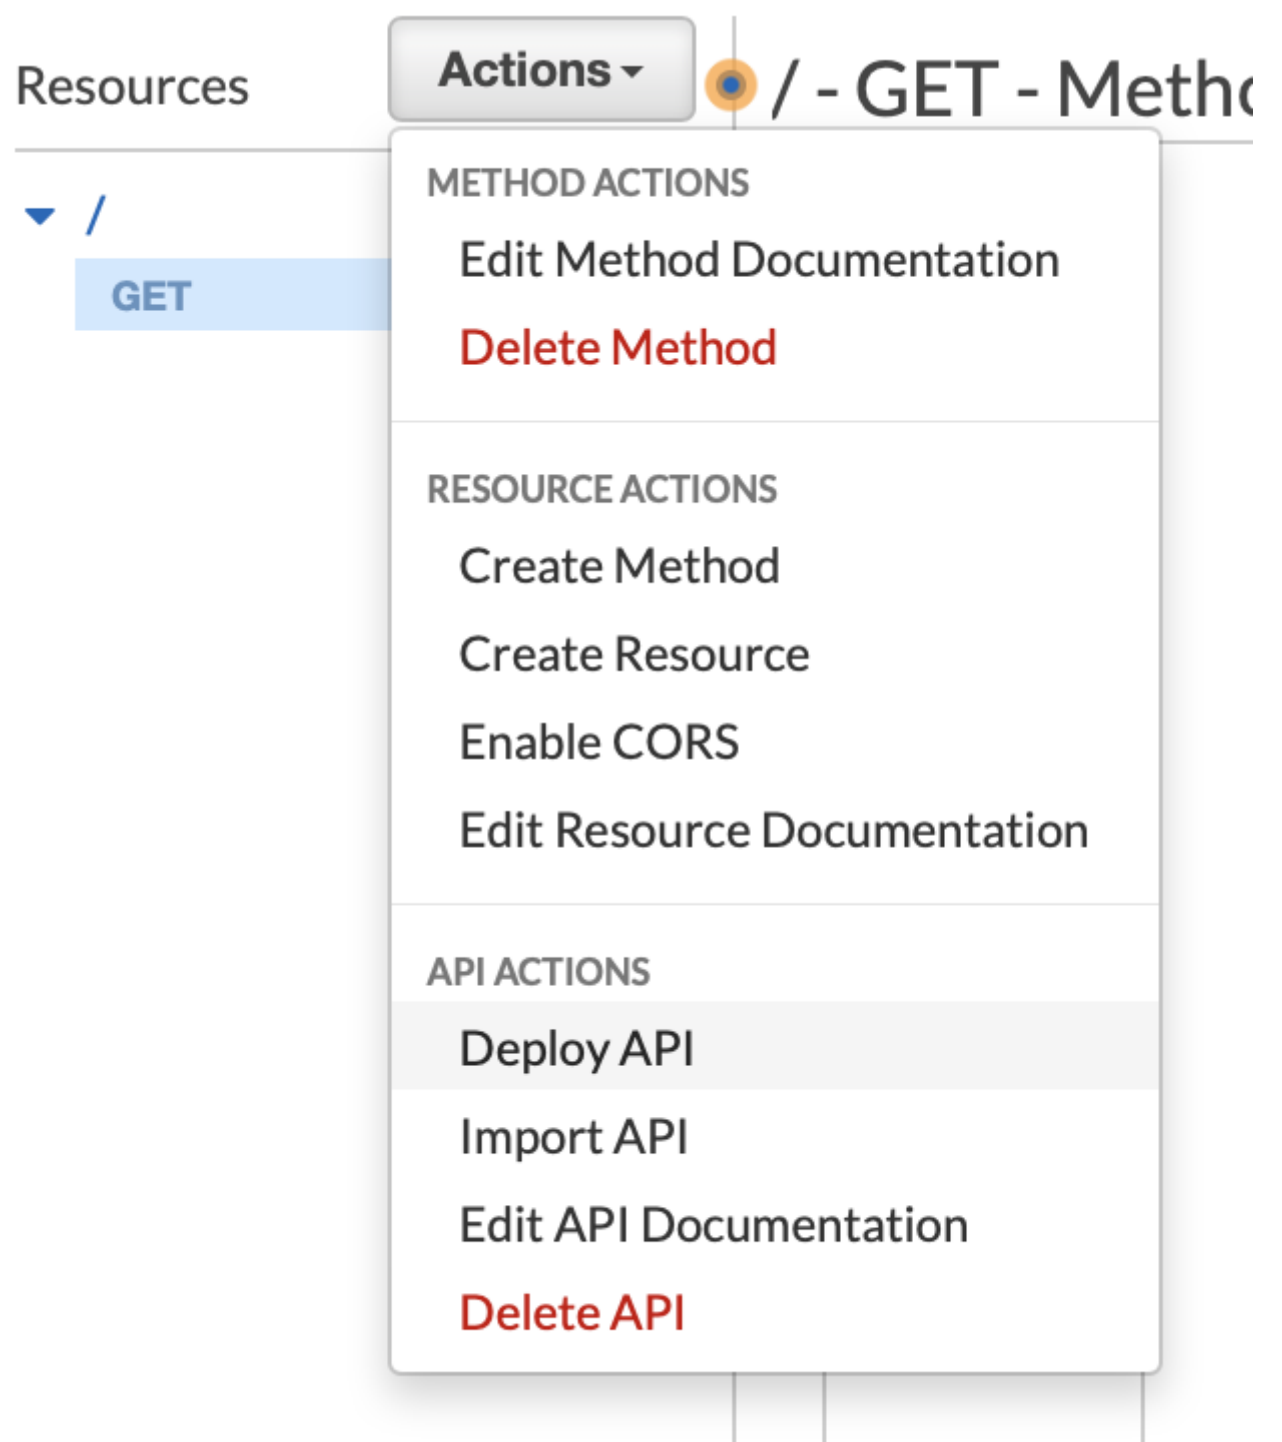 Resources
Actions
/ - GET - Metho
/
GET
METHOD ACTIONS
Edit Method Documentation
Delete Method
RESOURCE ACTIONS
Create Method
Create Resource
Enable CORS
Edit Resource Documentation
API ACTIONS
Deploy API
Import API
Edit API Documentation
Delete API